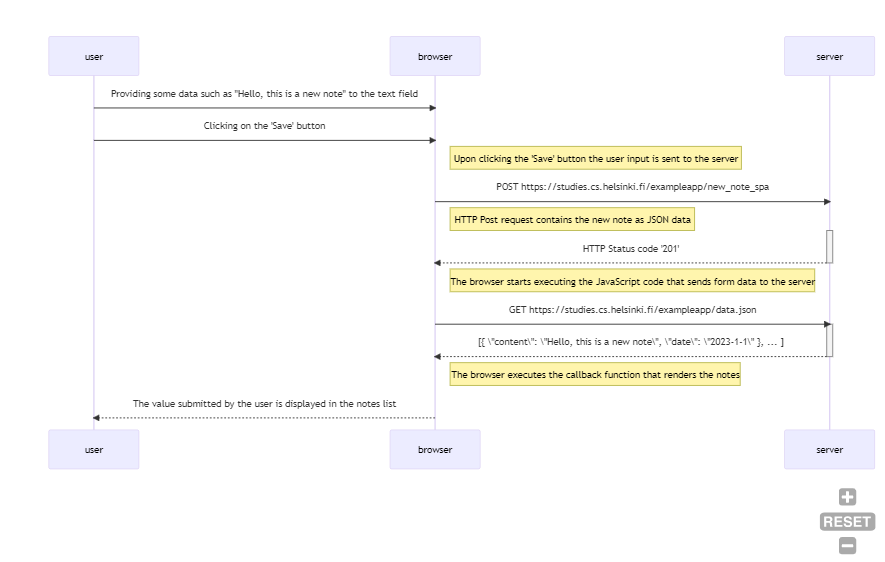 user browser server
Providing some data such as "Hello, this is a new note" to the text field
Clicking on the 'Save' button
Upon clicking the 'Save' button the user input is sent to the server
POST https://studies.cs.helsinki.fi/exampleapp/new_note_spa
HTTP Post request contains the new note as JSON data
HTTP Status code '201'
The browser starts executing the JavaScript code that sends form data to the server
GET https://studies.cs.helsinki.fi/exampleapp/data.json
[{ \"content\": \"Hello, this is a new note\", \"date\": \"2023-1-1\" }, ... ]
The browser executes the callback function that renders the notes
The value submitted by the user is displayed in the notes list
user browser server
RESET